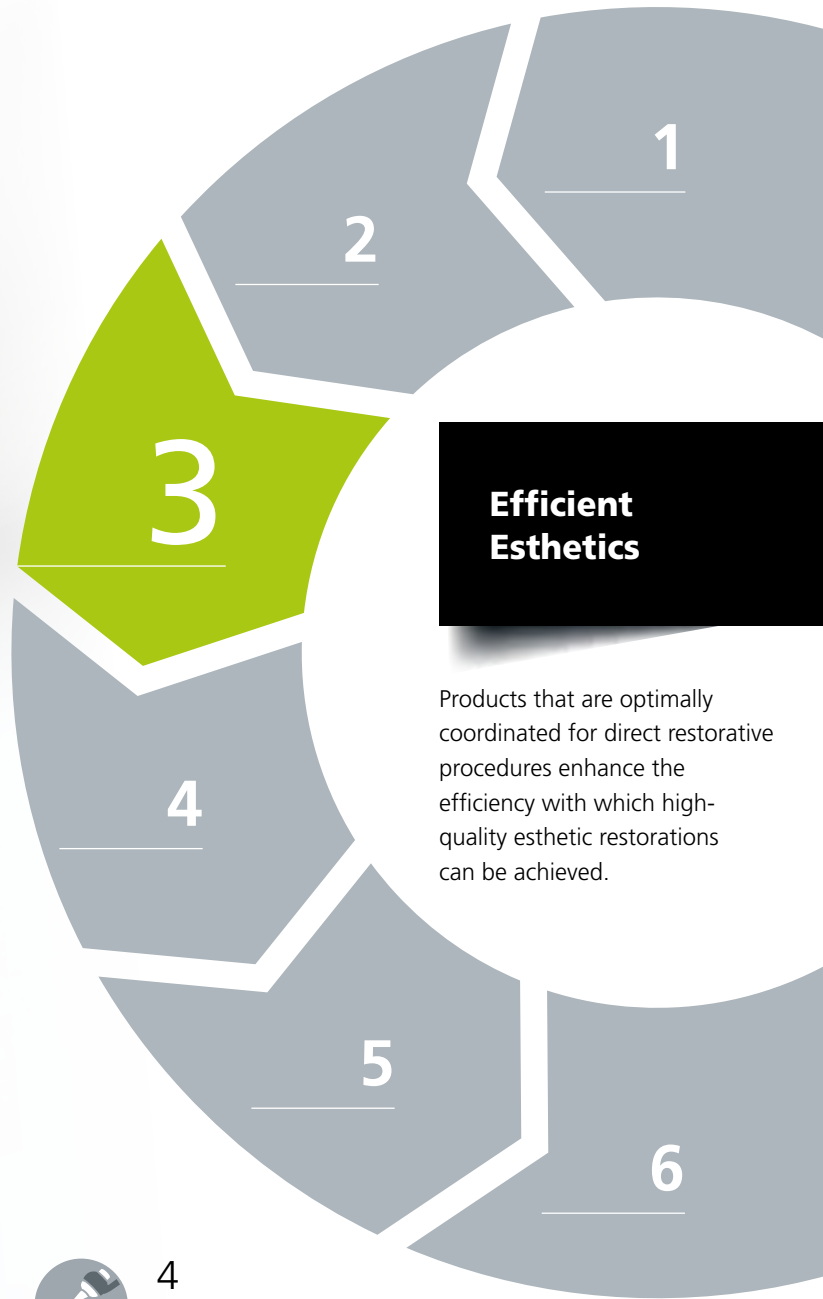 1
2
3
Efficient
Esthetics
Products that are optimally
coordinated for direct restorative
procedures enhance the
efficiency with which high-
quality esthetic restorations
can be achieved.
4
5
6
4